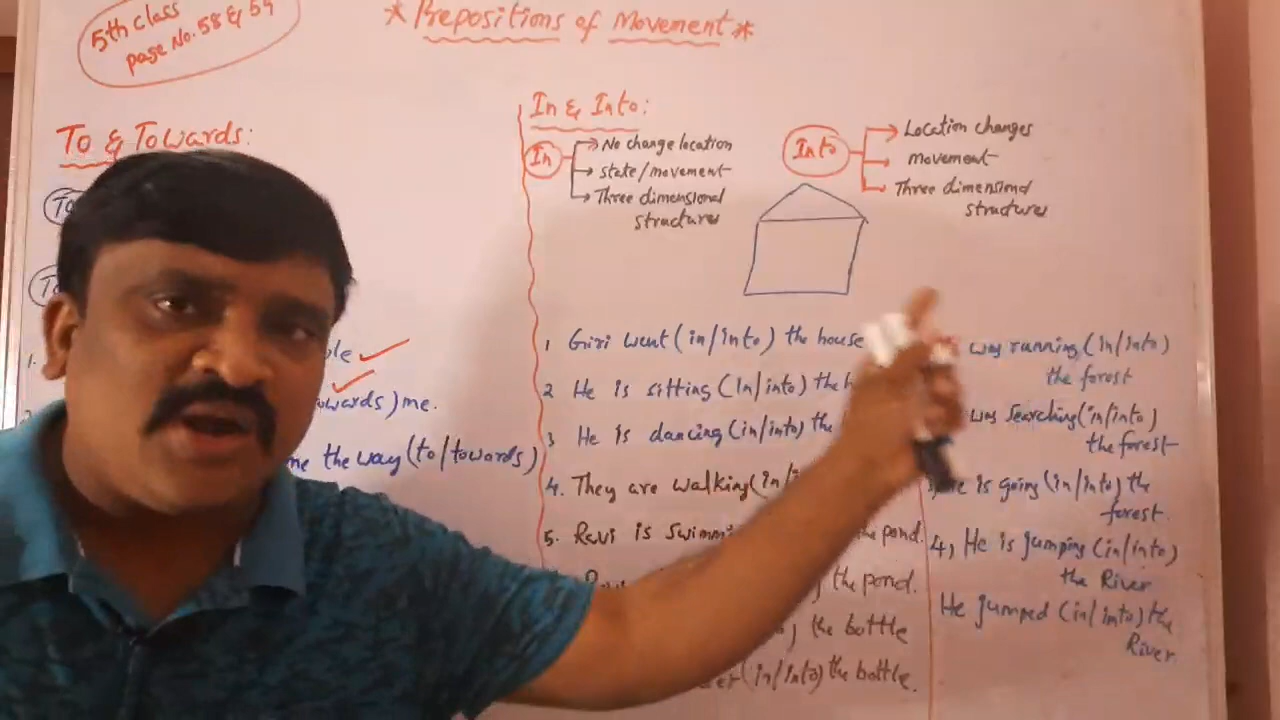 5th class
page No. 58 & 59
*Prepositions of Movement*
To & Towards:
In & Into:
In
No change location
state/movement
Three dimensional
structures
Into
Location changes
movement
Three dimensional
structures
1.
me.
me the way (to/towards)
1 Giri went (in/into) the house
2 He is sitting (In/into) the
3 He is dancing (in/into) the
4. They are walking (in/
5. Ravi is the pond.
the pond.
the bottle
(in/into) the bottle.
was running (in/into)
the forest
was searching (in/into)
the forest
is going (in/into) the
forest.
4, He is jumping (in/into)
the River
He jumped (in/into) the
River